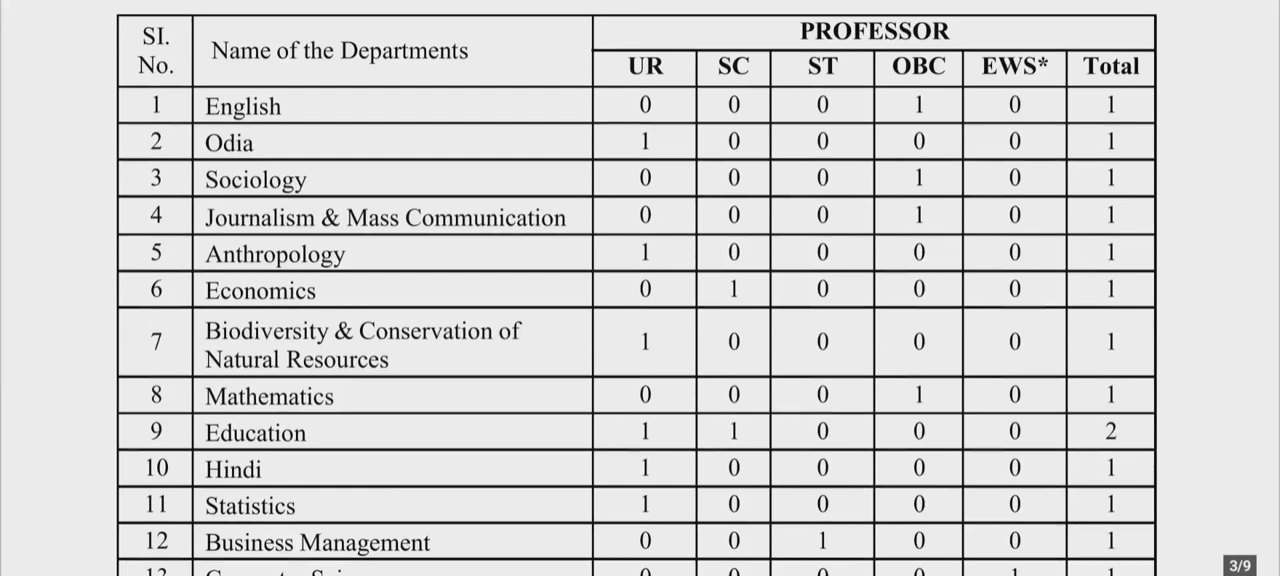 SI. No. Name of the Departments PROFESSOR
UR SC ST OBC EWS* Total
1 English 0 0 0 1 0 1
2 Odia 1 0 0 0 0 1
3 Sociology 0 0 0 1 0 1
4 Journalism & Mass Communication 0 0 0 1 0 1
5 Anthropology 1 0 0 0 0 1
6 Economics 0 1 0 0 0 1
7 Biodiversity & Conservation of
Natural Resources 1 0 0 0 0 1
8 Mathematics 0 0 0 1 0 1
9 Education 1 1 0 0 0 2
10 Hindi 1 0 0 0 0 1
11 Statistics 1 0 0 0 0 1
12 Business Management 0 0 1 0 0 1
3/9